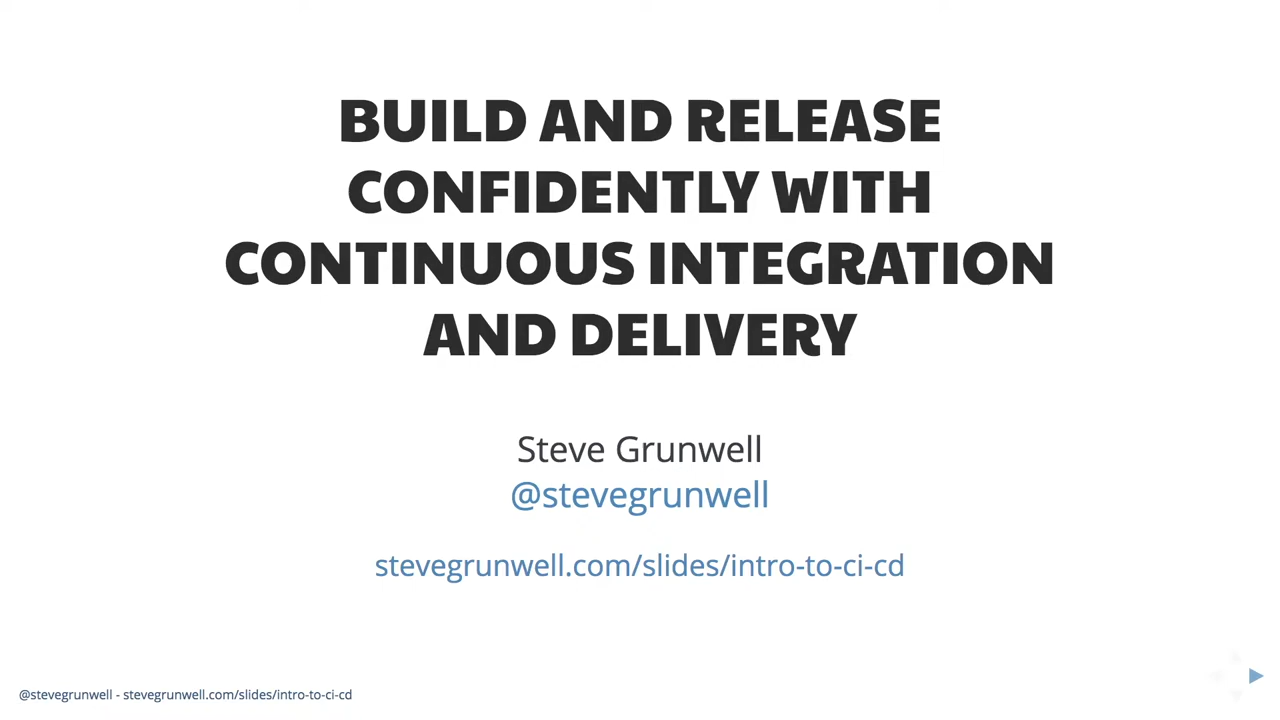 BUILD AND RELEASE
CONFIDENTLY WITH
CONTINUOUS INTEGRATION
AND DELIVERY
Steve Grunwell
@stevegrunwell
stevegrunwell.com/slides/intro-to-ci-cd
@stevegrunwell - stevegrunwell.com/slides/intro-to-ci-cd